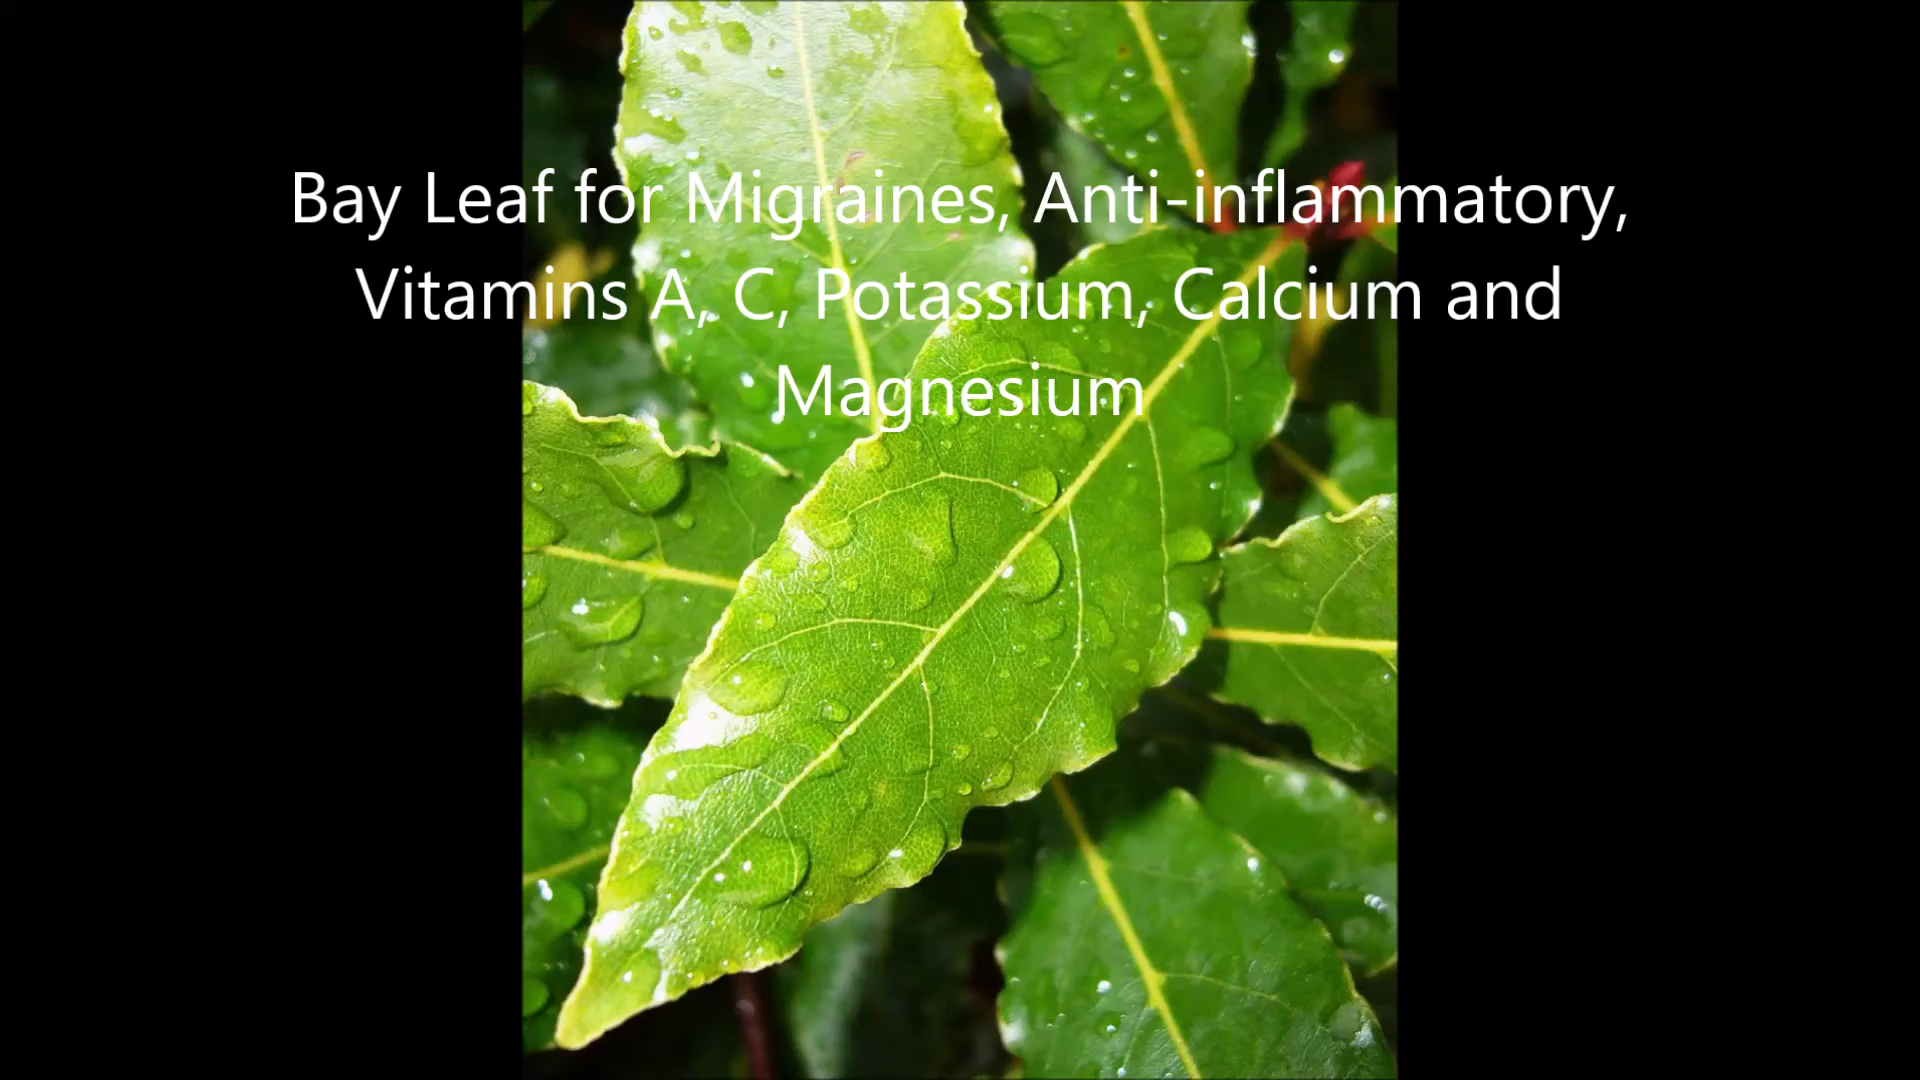 Bay Leaf for Migraines, Anti-inflammatory,
Vitamins A, C, Potassium, Calcium and
Magnesium